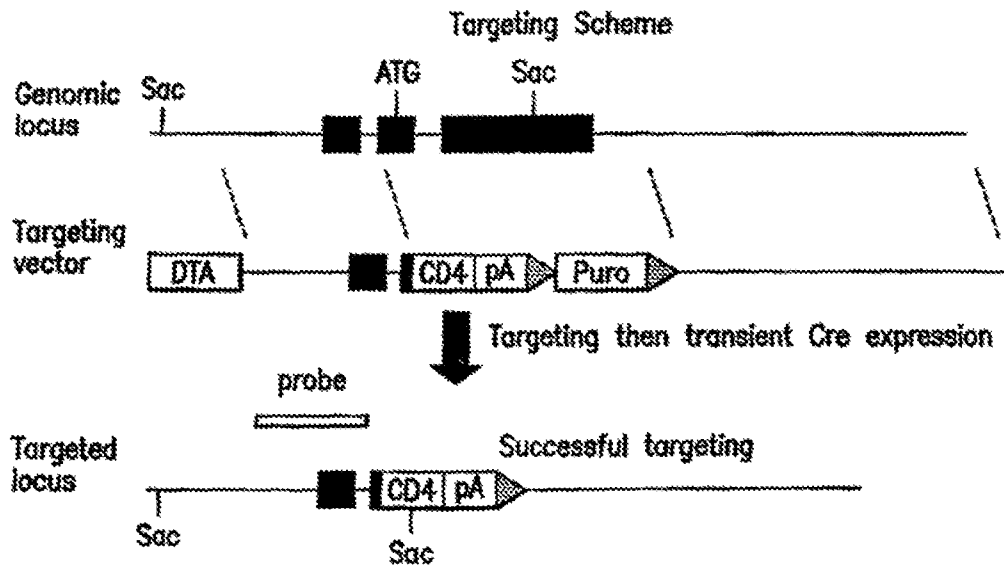 Targeting Scheme
Genomic
locus
Sac
ATG
Sac
Targeting
vector
DTA
CD4
pA
Puro
Targeting then transient Cre expression
probe
Targeted
locus
Successful targeting
CD4
pA
Sac
Sac